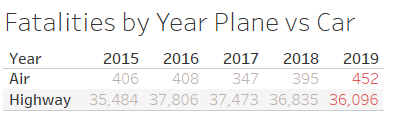 Fatalities by Year Plane vs Car
Year 2015 2016 2017 2018 2019
Air 406 408 347 395 452
Highway 35,484 37,806 37,473 36,835 36,096